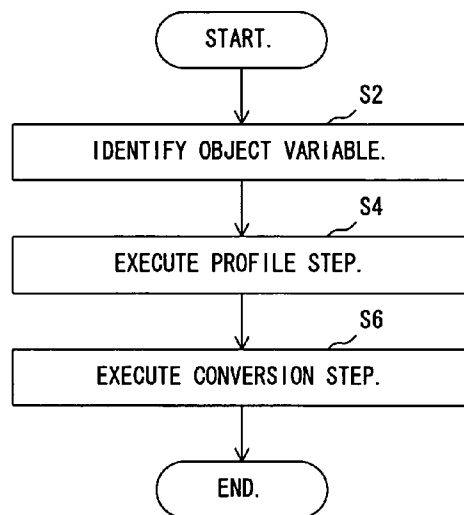 START.
S2
IDENTIFY OBJECT VARIABLE.
S4
EXECUTE PROFILE STEP.
S6
EXECUTE CONVERSION STEP.
END.